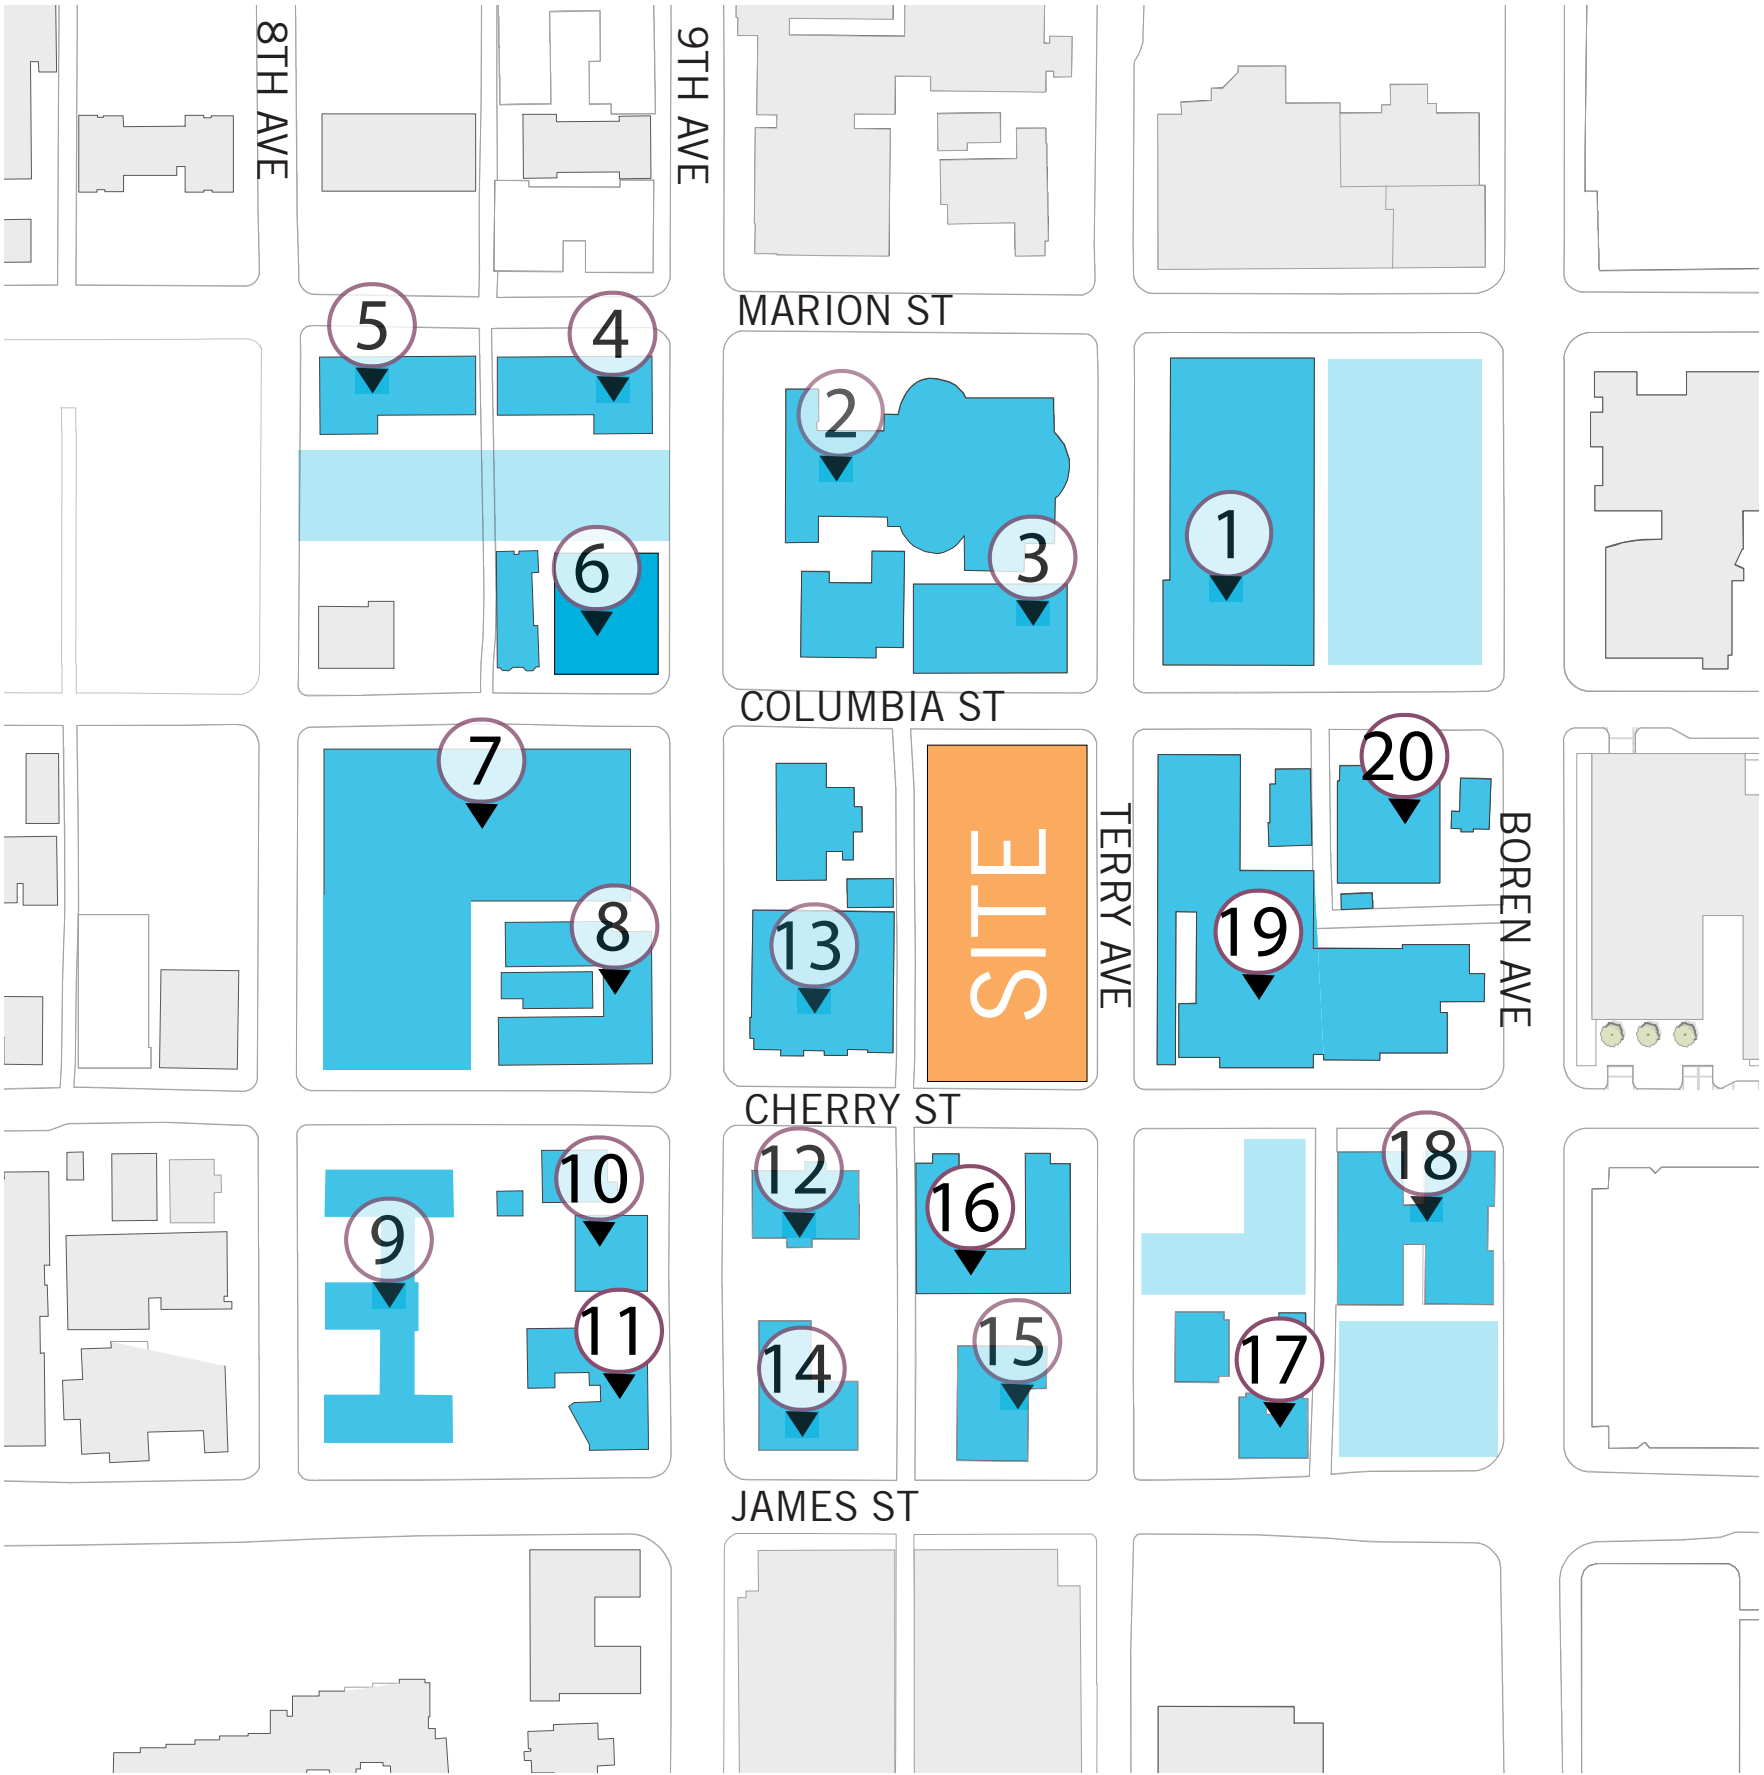 8TH AVE
9TH AVE
5
4
MARION ST
2
1
3
6
COLUMBIA ST
7
20
SITE
TERRY AVE
BOREN AVE
8
13
19
CHERRY ST
10
12
18
16
9
11
15
14
17
JAMES ST